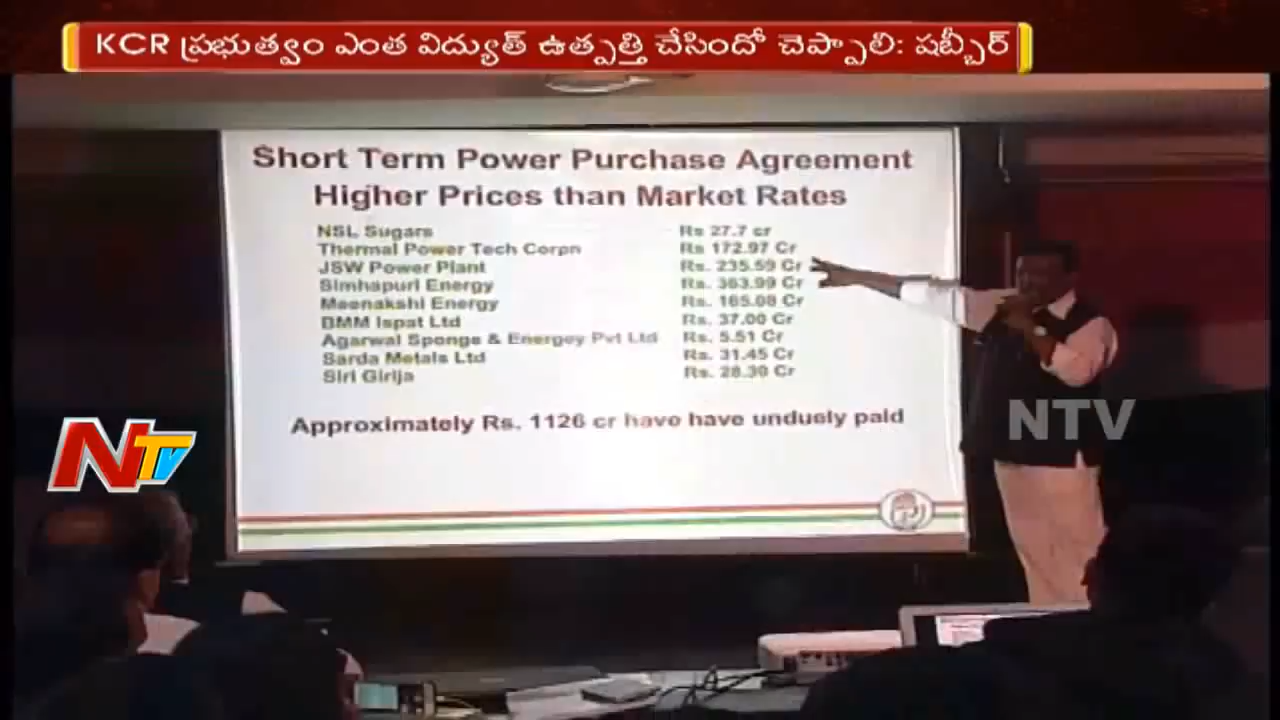 KCR ప్రభుత్వం ఎంత విద్యుత్ ఉత్పత్తి చేసిందో చెప్పాలి: షబ్బీర్
Short Term Power Purchase Agreement
Higher Prices than Market Rates
NSL Sugars Rs 27.7 cr
Thermal Power Tech Corpn Rs 172.97 Cr
JSW Power Plant Rs. 235.59 Cr
Simhapuri Energy Rs. 363.99 Cr
Meenakshi Energy Rs. 165.08 Cr
BMM Ispat Ltd Rs. 37.00 Cr
Agarwal Sponge & Energey Pvt Ltd Rs. 5.51 Cr
Sarda Metals Ltd Rs. 31.45 Cr
Siri Girija Rs. 28.30 Cr
Approximately Rs. 1126 cr have have unduely paid
NTV
NTV